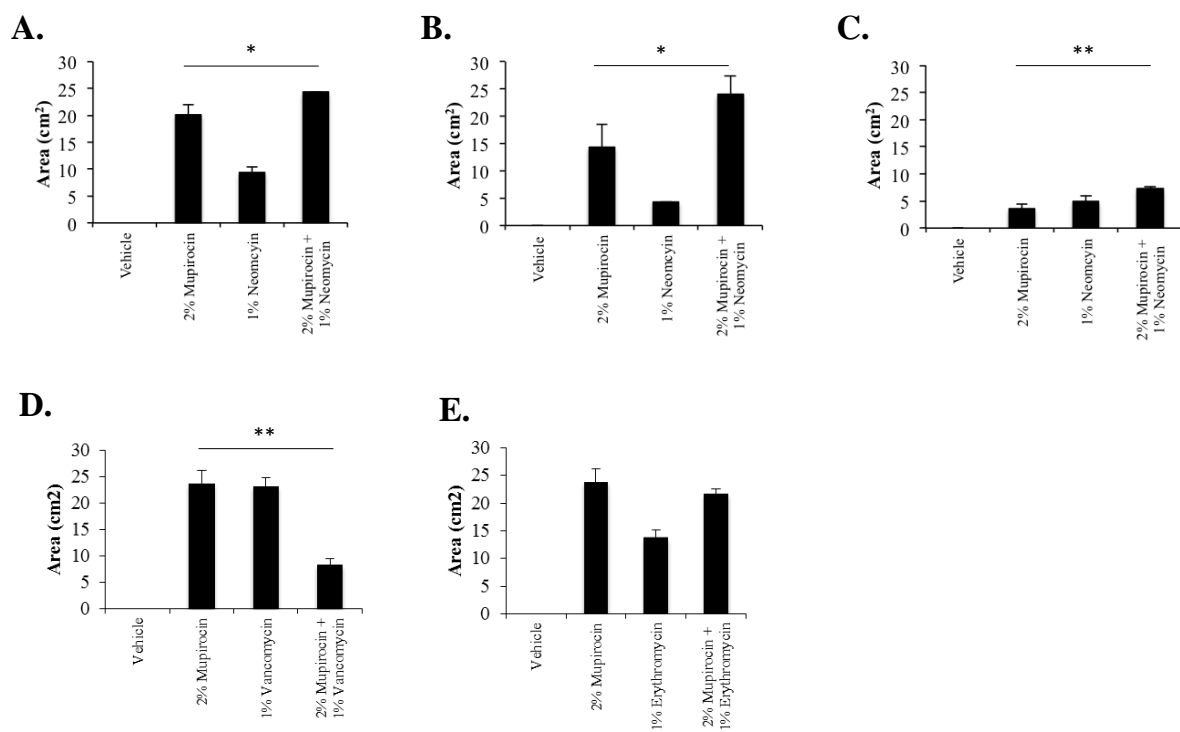 A.
*
30
25
20
15
10
5
0
Area (cm²)
Vehicle
2% Mupirocin
1% Neomcyin
2% Mupirocin +
1% Neomycin
B.
*
30
25
20
15
10
5
0
Area (cm²)
Vehicle
2% Mupirocin
1% Neomcyin
2% Mupirocin +
1% Neomycin
C.
**
30
25
20
15
10
5
0
Area (cm²)
Vehicle
2% Mupirocin
1% Neomcyin
2% Mupirocin +
1% Neomycin
D.
**
30
25
20
15
10
5
0
Area (cm2)
Vehicle
2% Mupirocin
1% Vancomycin
2% Mupirocin +
1% Vancomycin
E.
30
25
20
15
10
5
0
Area (cm2)
Vehicle
2% Mupirocin
1% Erythromycin
2% Mupirocin +
1% Erythromycin